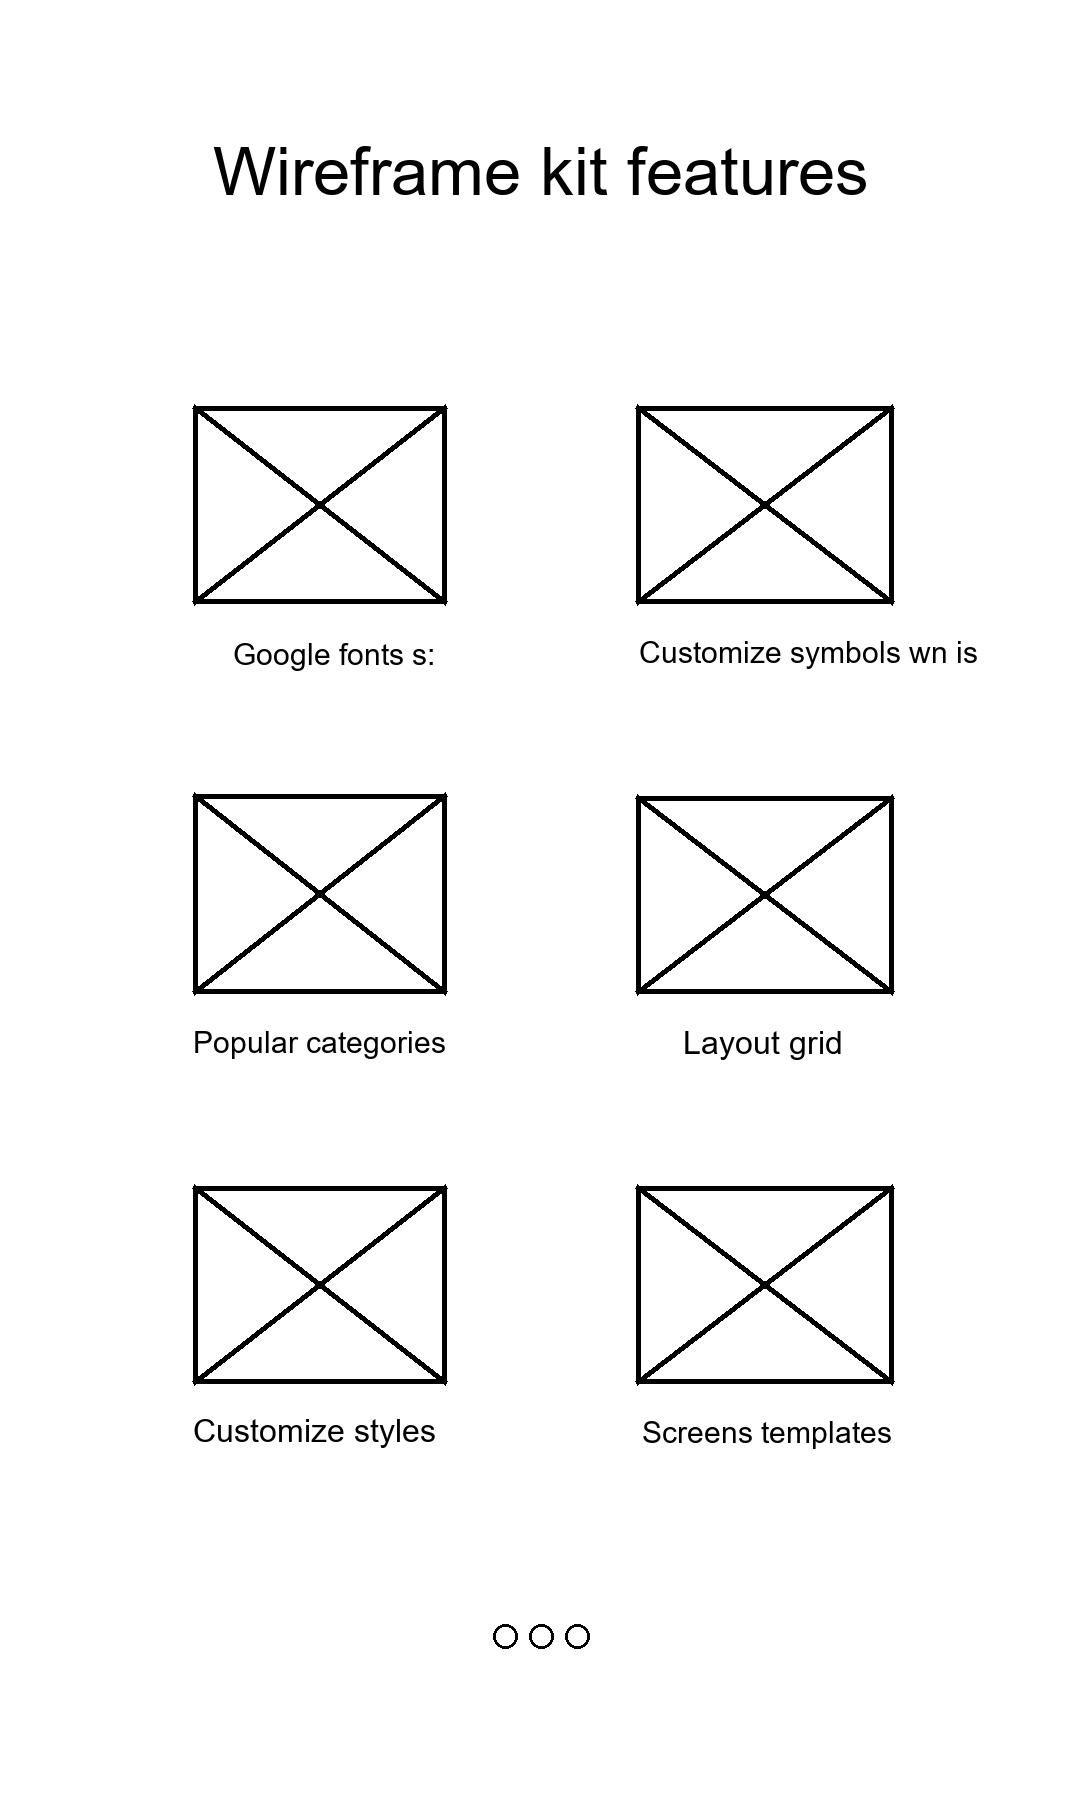 Wireframe kit features
Google fonts s:
Customize symbols wn is
Popular categories
Layout grid
Customize styles
Screens templates